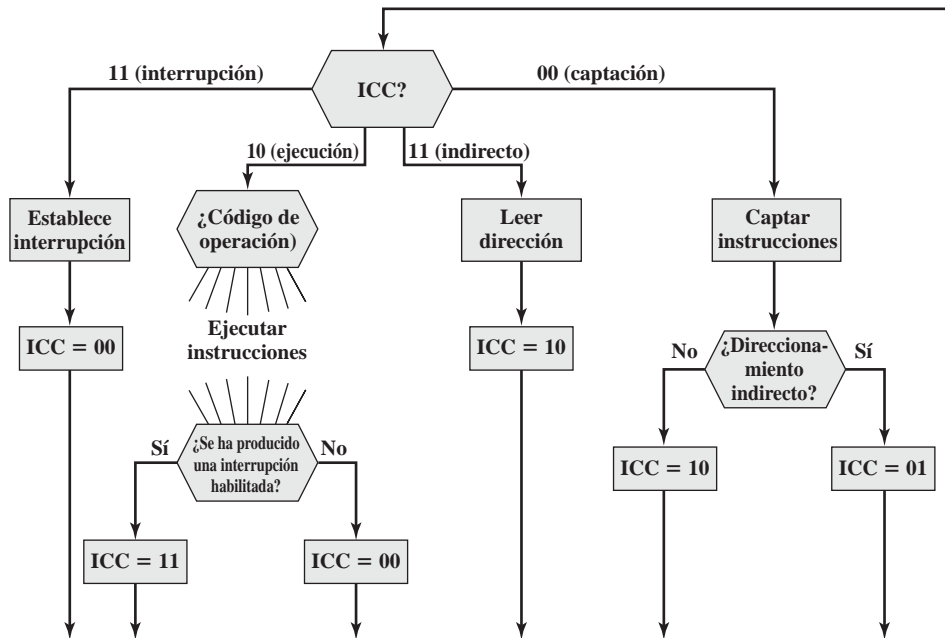 11 (interrupción)
ICC?
00 (captación)
10 (ejecución)
11 (indirecto)
Establece
interrupción
¿Código de
operación)
Leer
dirección
Captar
instrucciones
ICC = 00
Ejecutar
instrucciones
ICC = 10
No
¿Direcciona-
miento
indirecto?
Sí
Sí
¿Se ha producido
una interrupción
habilitada?
No
ICC = 10
ICC = 01
ICC = 11
ICC = 00